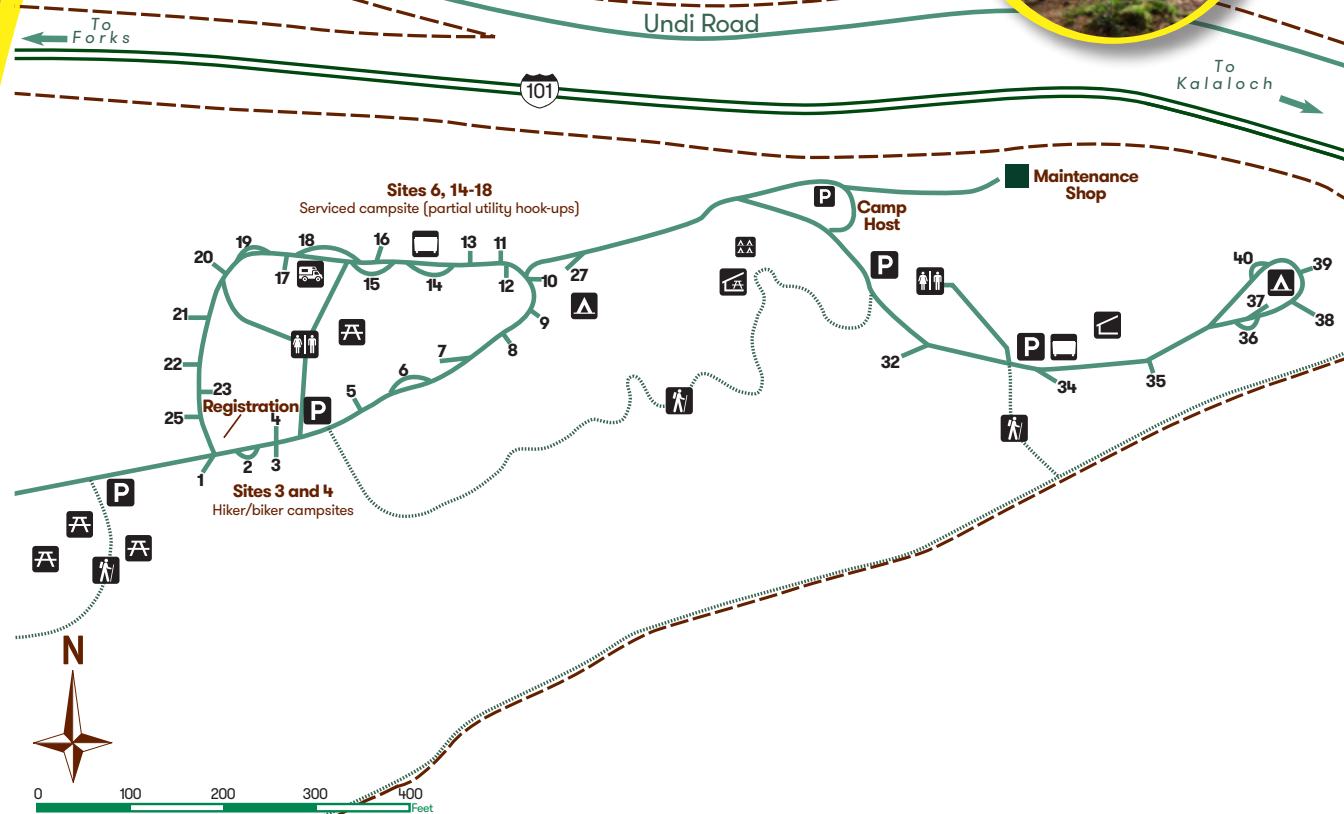 Undi Road
To
Forks
101
To
Kalaloch
Maintenance
Shop
Sites 6, 14-18
Serviced campsite (partial utility hook-ups)
P
Camp
Host
19
18
16
13
11
20
17
15
14
12
10
27
P
40
39
21
9
37
38
7
8
36
22
6
P
32
35
34
23
5
Registration
P
25
4
1
2
3
Sites 3 and 4
Hiker/biker campsites
P
N
0
100
200
300
400
Feet